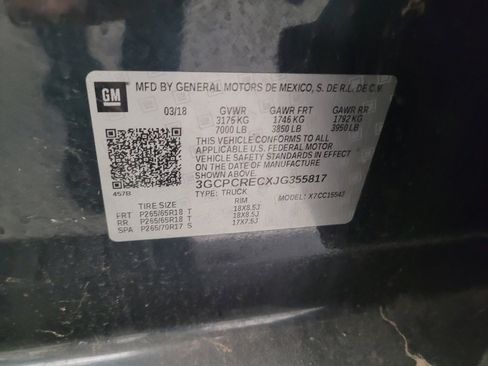 GM
MFD BY GENERAL MOTORS DE MEXICO, S. DE R.L. DE C.V.
03/18 GVWR GAWR FRT GAWR RR
3175 KG 1746 KG 1792 KG
7000 LB 3850 LB 3950 LB
THIS VEHICLE CONFORMS TO ALL
APPLICABLE U.S. FEDERAL MOTOR
VEHICLE SAFETY STANDARDS IN EFFECT
ON THE DATE OF MANUFACTURE SHOWN ABOVE.
3GCPCRECXJG355817
TYPE: TRUCK MODEL: X7CC15543
457B
TIRE SIZE RIM
FRT P265/65R18 T 18X8.5J
RR P265/65R18 T 18X8.5J
SPA P265/70R17 S 17X7.5J